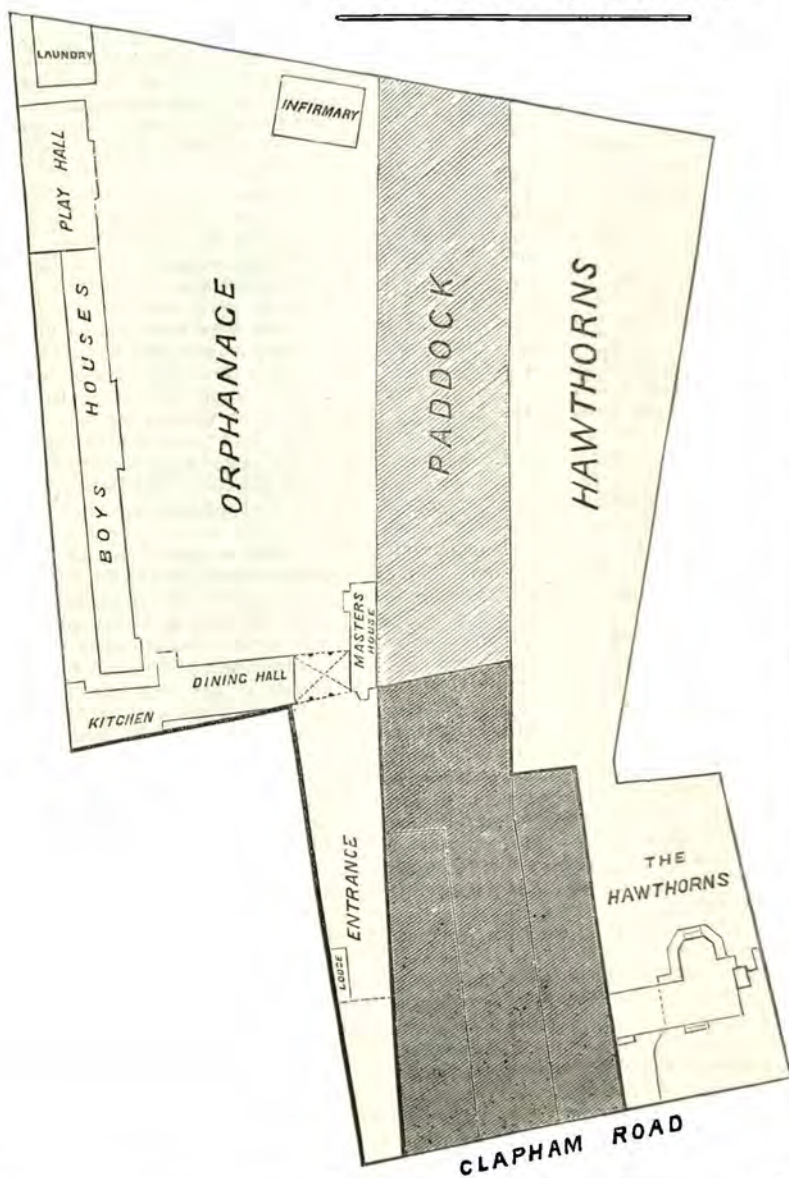 LAUNDRY
INFIRMARY
PLAY HALL
BOYS HOUSES
ORPHANAGE
PADDOCK
HAWTHORNS
MASTERS
HOUSE
DINING HALL
KITCHEN
ENTRANCE
LODGE
THE
HAWTHORNS
CLAPHAM ROAD